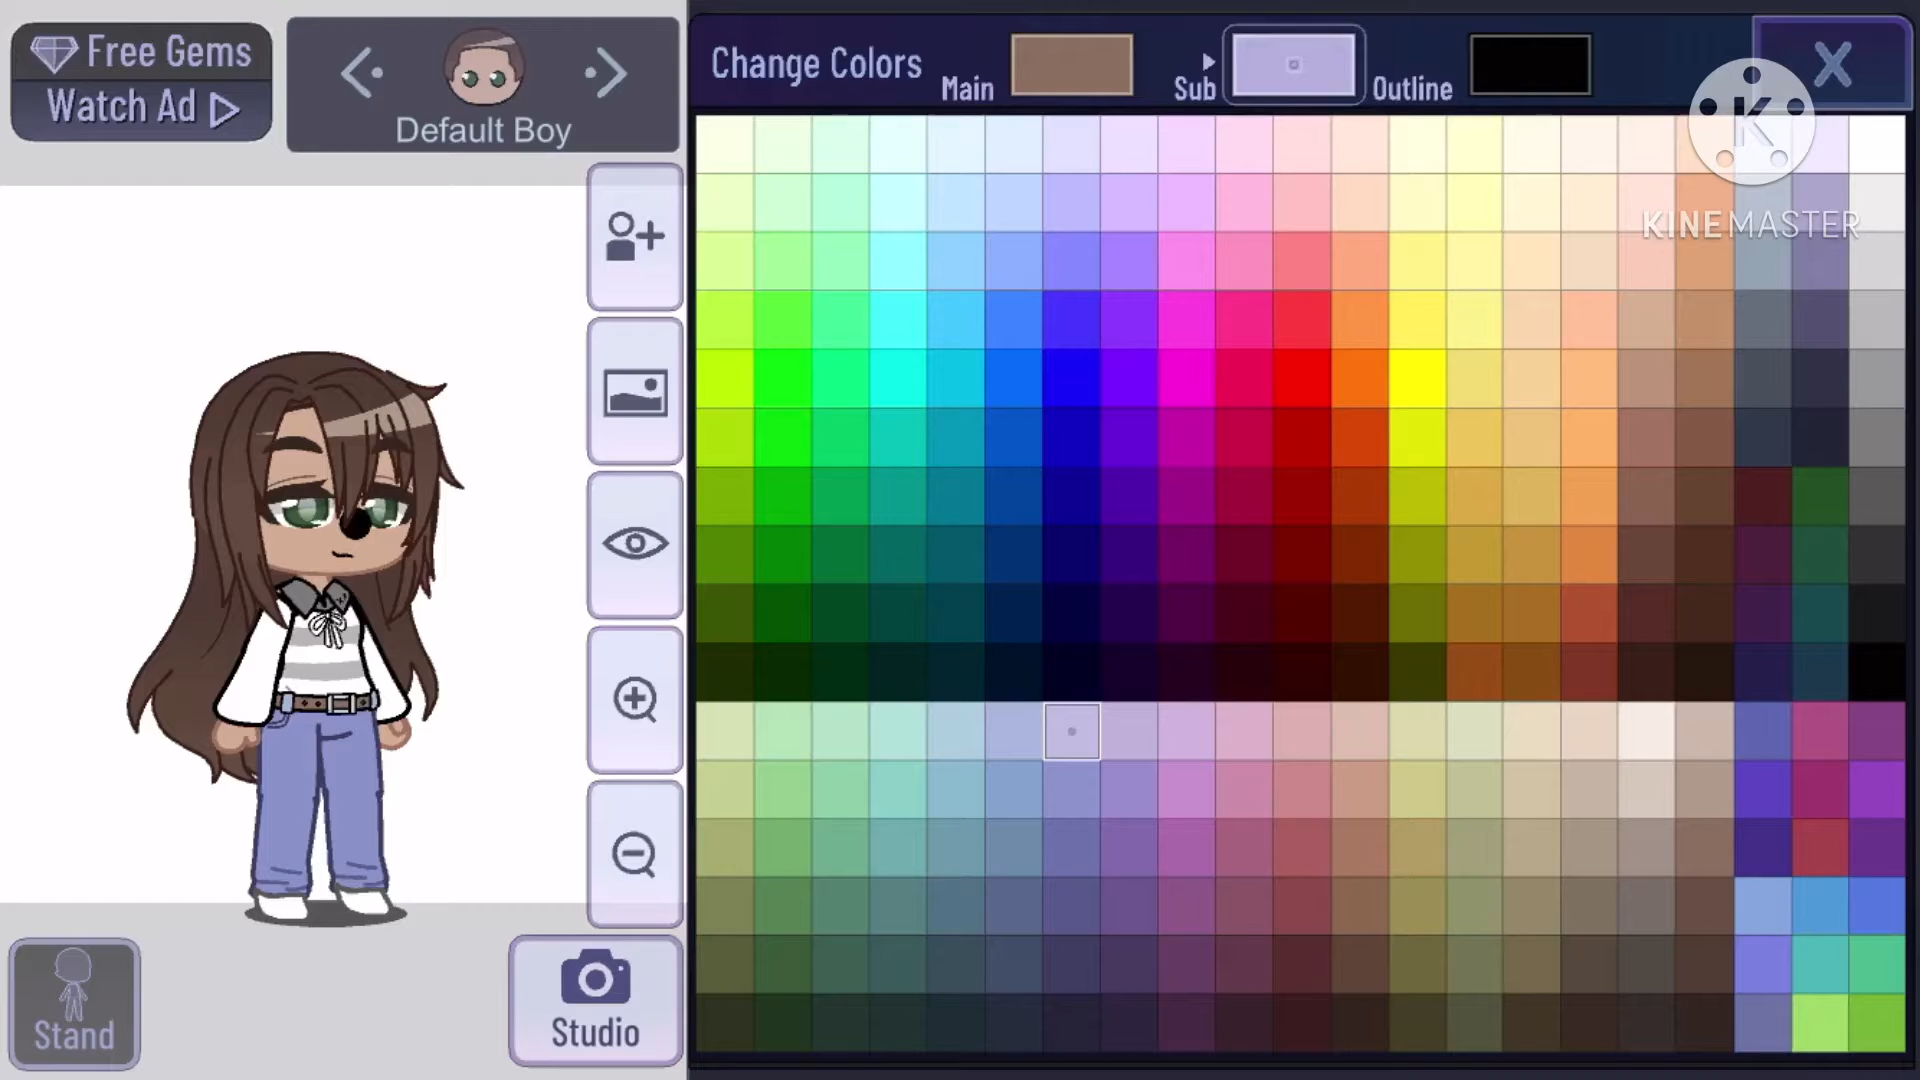 Free Gems
Watch Ad
Default Boy
Change Colors
Main
Sub
Outline
X
K
KINEMASTER
Stand
Studio